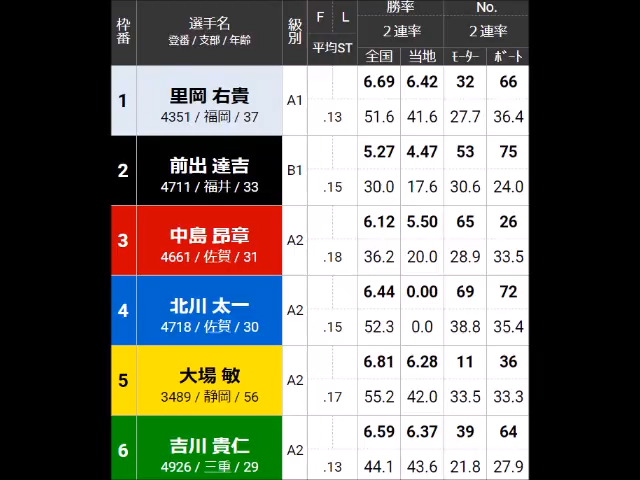 枠番 選手名 登番 / 支部 / 年齢 級別 F L 平均ST 勝率 2連率 No. 2連率
全国 当地 ﾓｰﾀｰ ﾎﾞｰﾄ
1 里岡 右貴 A1 6.69 6.42 32 66
4351 / 福岡 / 37 .13 51.6 41.6 27.7 36.4
2 前出 達吉 B1 5.27 4.47 53 75
4711 / 福井 / 33 .15 30.0 17.6 30.6 24.0
3 中島 昂章 A2 6.12 5.50 65 26
4661 / 佐賀 / 31 .18 36.2 20.0 28.9 33.5
4 北川 太一 A2 6.44 0.00 69 72
4718 / 佐賀 / 30 .15 52.3 0.0 38.8 35.4
5 大場 敏 A2 6.81 6.28 11 36
3489 / 静岡 / 56 .17 55.2 42.0 33.5 33.3
6 吉川 貴仁 A2 6.59 6.37 39 64
4926 / 三重 / 29 .13 44.1 43.6 21.8 27.9